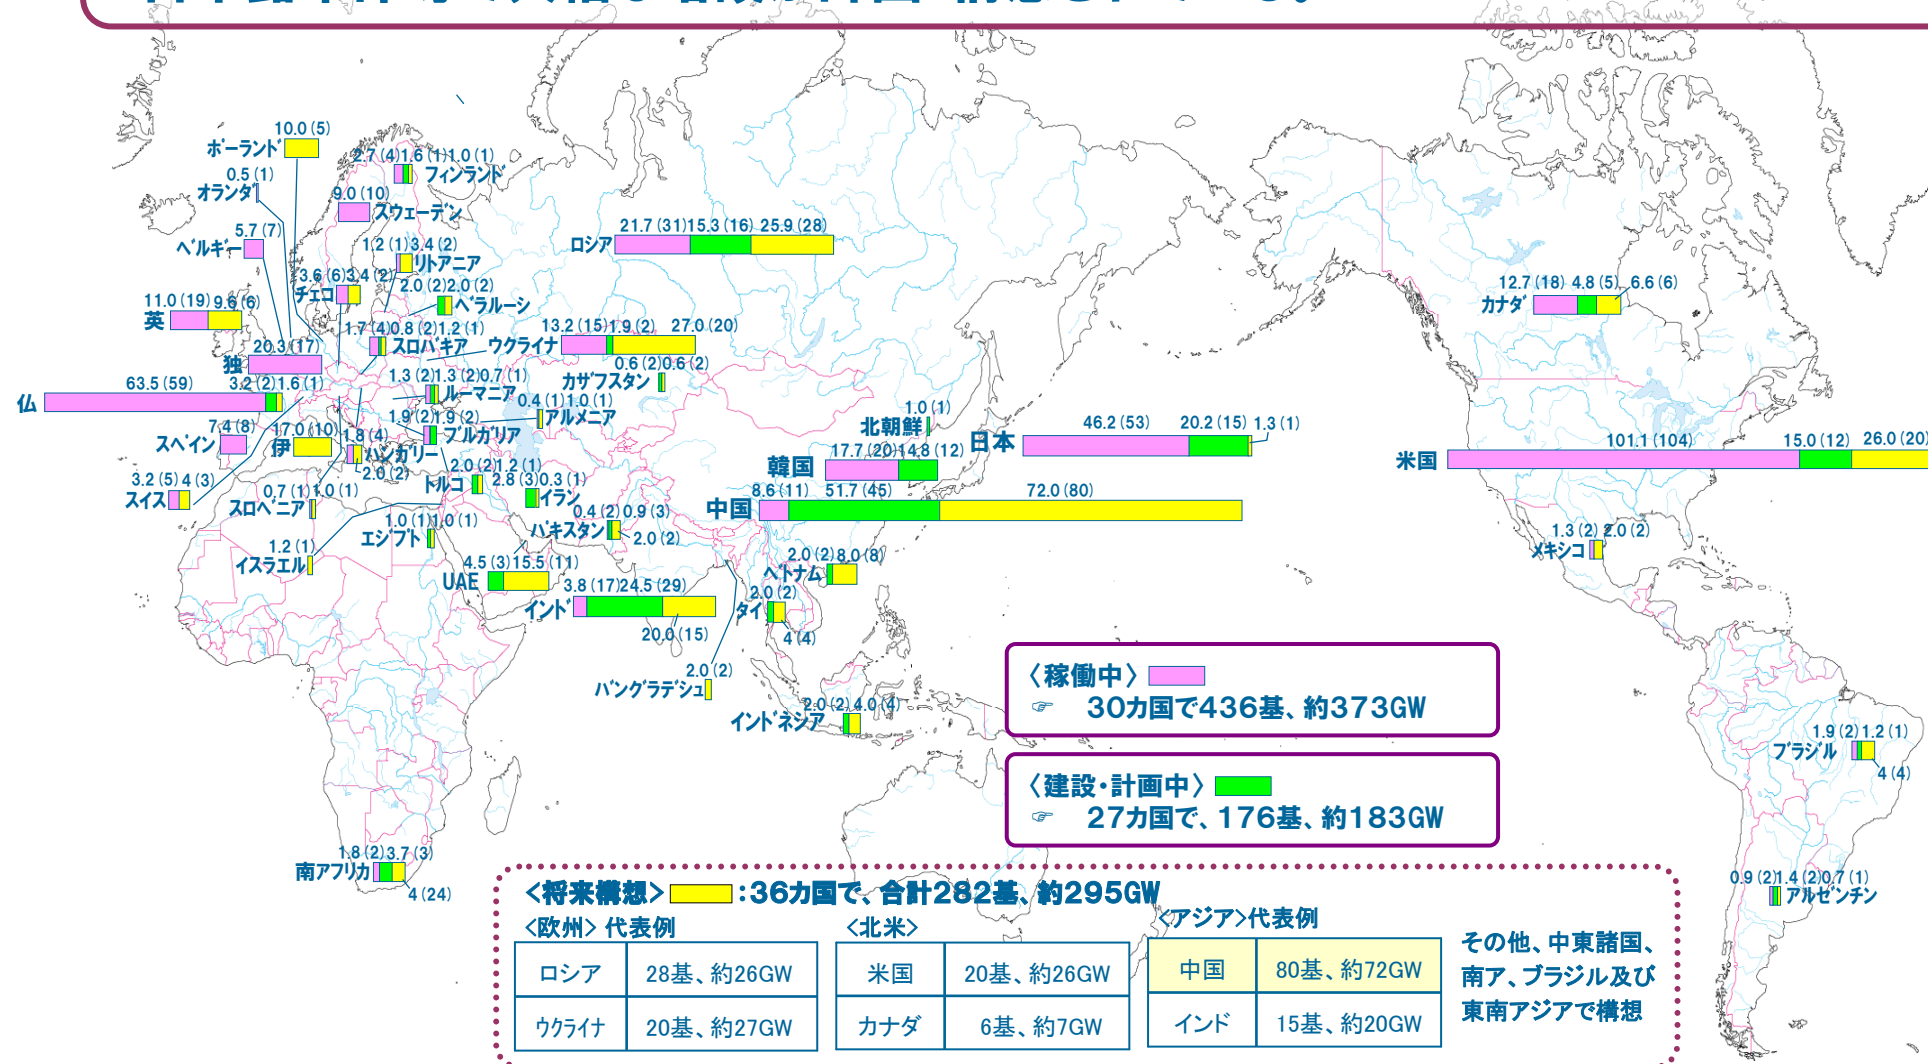 ポーランド 10.0(5)
オランダ 0.5(1)
2.7(4)1.6(1)1.0(1)
フィンランド
9.0(10)
スウェーデン
ベルギー 5.7(7)
1.2(1)3.4(2)
リトアニア
3.6(6)3.4(2)
チェコ
2.0(2)2.0(2)
ベラルーシ
11.0(19)9.6(6)
英
1.7(4)0.8(2)1.2(1)
スロバキア
20.3(17)
独
63.5(59) 3.2(2)1.6(1)
仏
1.3(2)1.3(2)0.7(1)
ルーマニア
1.9(2)1.9(2)
ブルガリア
7.4(8)
スペイン
17.0(10)
伊
1.8(4)
ハンガリー
2.0(2)
3.2(5)4(3)
スイス
0.7(1)1.0(1)
スロベニア
2.0(2)1.2(1)
トルコ
1.0(1)1.0(1)
エジプト
1.2(1)
イスラエル
21.7(31)15.3(16) 25.9(28)
ロシア
13.2(15)1.9(2) 27.0(20)
ウクライナ
0.6(2)0.6(2)
カザフスタン
0.4(1)1.0(1)
アルメニア
2.8(3)0.3(1)
イラン
0.4(2)0.9(3)
パキスタン
2.0(2)
4.5(3)15.5(11)
UAE
3.8(17)24.5(29)
インド
20.0(15)
2.0(2)
バングラデシュ
1.0(1)
北朝鮮
46.2(53) 20.2(15) 1.3(1)
日本
17.7(20)14.8(12)
韓国
8.6(11) 51.7(45) 72.0(80)
中国
2.0(2)8.0(8)
ベトナム
2.0(2)
タイ
4(4)
2.0(2)4.0(4)
インドネシア
12.7(18) 4.8(5) 6.6(6)
カナダ
101.1(104) 15.0(12) 26.0(20)
米国
1.3(2) 2.0(2)
メキシコ
1.9(2)1.2(1)
ブラジル
4(4)
0.9(2)1.4(2)0.7(1)
アルゼンチン
1.8(2)3.7(3)
南アフリカ
4(24)
〈稼働中〉
☞ 30カ国で436基、約373GW
〈建設・計画中〉
☞ 27カ国で、176基、約183GW
<将来構想>:36カ国で、合計282基、約295GW
<欧州> 代表例
ロシア 28基、約26GW
ウクライナ 20基、約27GW
<北米>
米国 20基、約26GW
カナダ 6基、約7GW
<アジア>代表例
中国 80基、約72GW
インド 15基、約20GW
その他、中東諸国、
南ア、ブラジル及び
東南アジアで構想